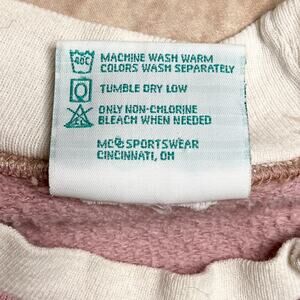 40C MACHINE WASH WARM
COLORS WASH SEPARATELY
TUMBLE DRY LOW
ONLY NON-CHLORINE
BLEACH WHEN NEEDED
MC SPORTSWEAR
CINCINNATI, OH